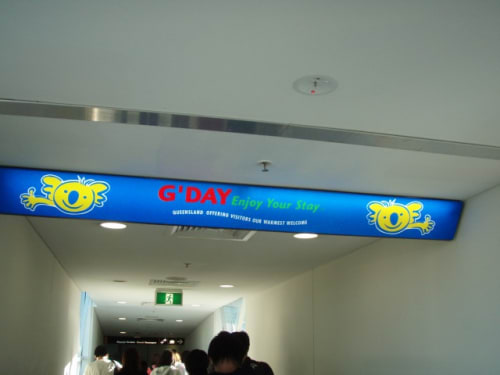 G'DAY Enjoy Your Stay
QUEENSLAND OFFERING VISITORS OUR WARMEST WELCOME